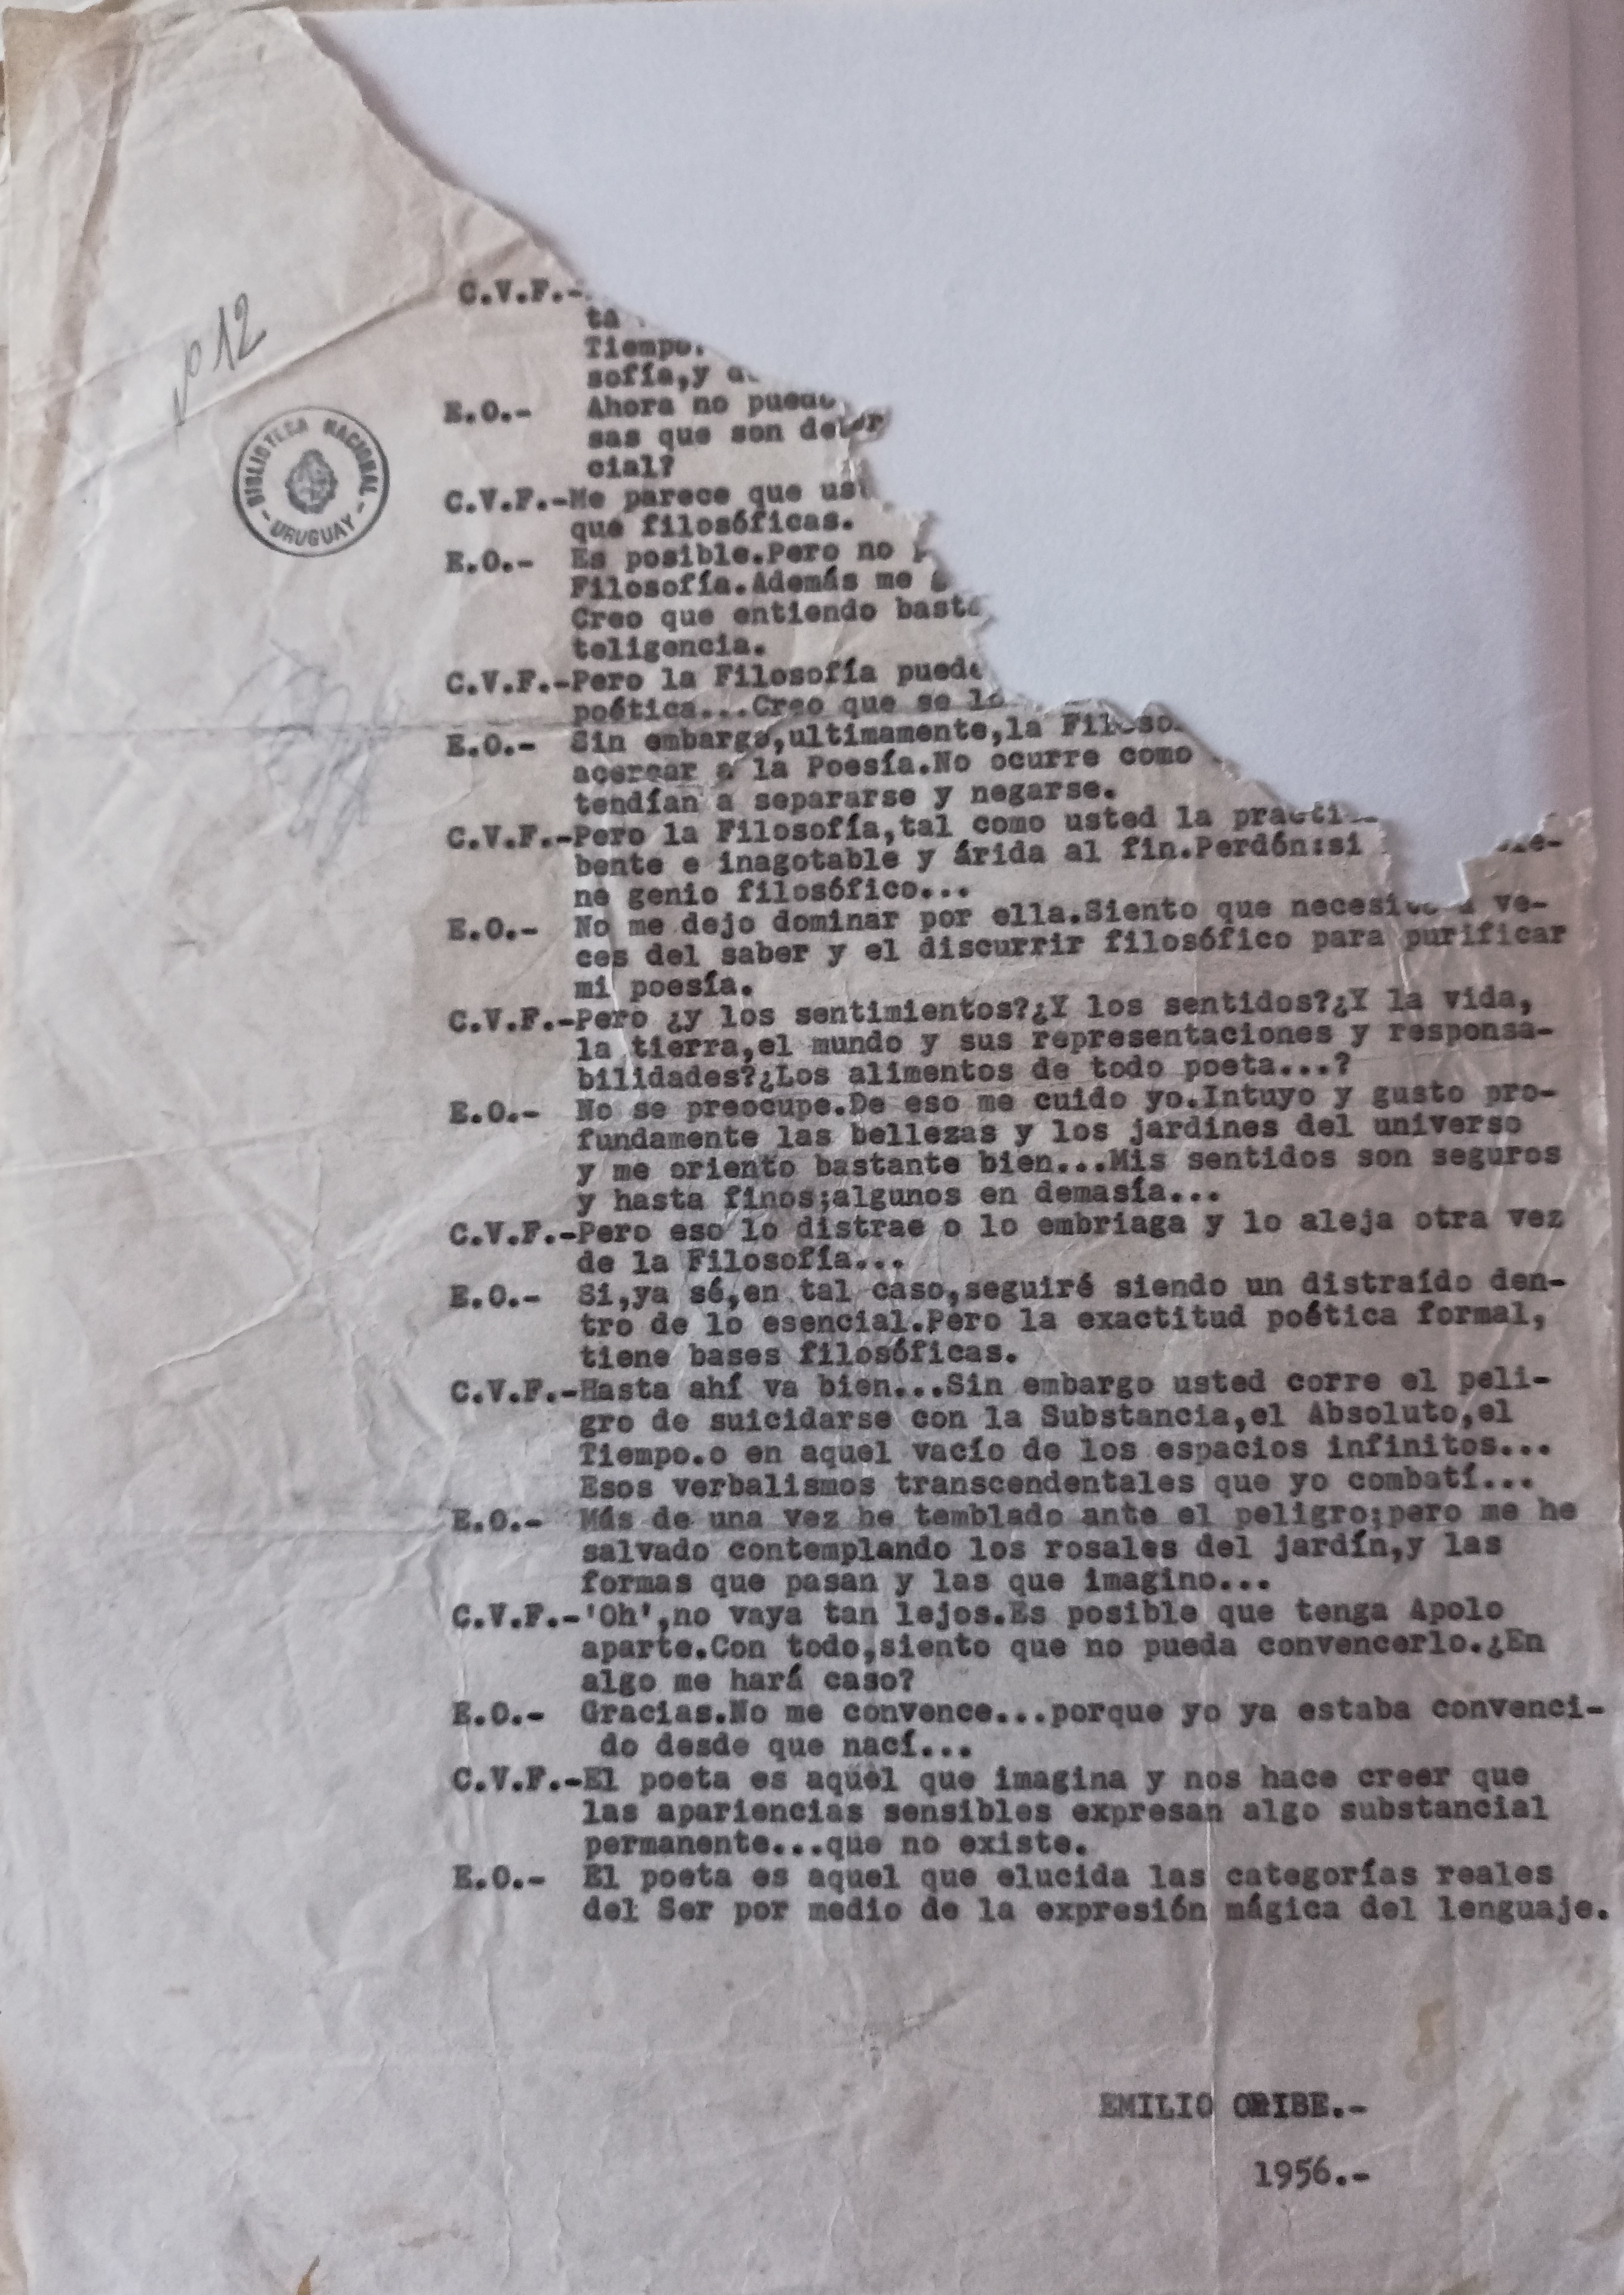 Nº 12
BIBLIOTECA NACIONAL
- URUGUAY -
C.V.F.-
ta
Tiempo.
sofía,y
E.O.- Ahora no puedo
sas que son deter
cial?
C.V.F.-Me parece que ust
que filosóficas.
E.O.- Es posible.Pero no
Filosofía.Además me
Creo que entiendo basta
teligencia.
C.V.F.-Pero la Filosofía puede
poética...Creo que se lo
E.O.- Sin embargo,ultimamente,la Filoso
acercar a la Poesía.No ocurre como
tendían a separarse y negarse.
C.V.F.-Pero la Filosofía,tal como usted la practi
bente e inagotable y árida al fin.Perdón:si
ne genio filosófico...
E.O.- No me dejo dominar por ella.Siento que necesito a ve-
ces del saber y el discurrir filosófico para purificar
mi poesía.
C.V.F.-Pero ¿y los sentimientos?¿Y los sentidos?¿Y la vida,
la tierra,el mundo y sus representaciones y responsa-
bilidades?¿Los alimentos de todo poeta...?
E.O.- No se preocupe.De eso me cuido yo.Intuyo y gusto pro-
fundamente las bellezas y los jardines del universo
y me oriento bastante bien...Mis sentidos son seguros
y hasta finos;algunos en demasía...
C.V.F.-Pero eso lo distrae o lo embriaga y lo aleja otra vez
de la Filosofía...
E.O.- Si,ya sé,en tal caso,seguiré siendo un distraído den-
tro de lo esencial.Pero la exactitud poética formal,
tiene bases filosóficas.
C.V.F.-Hasta ahí va bien...Sin embargo usted corre el peli-
gro de suicidarse con la Substancia,el Absoluto,el
Tiempo.o en aquel vacío de los espacios infinitos...
Esos verbalismos transcendentales que yo combatí...
E.O.- Más de una vez he temblado ante el peligro;pero me he
salvado contemplando los rosales del jardín,y las
formas que pasan y las que imagino...
C.V.F.-'Oh',no vaya tan lejos.Es posible que tenga Apolo
aparte.Con todo,siento que no pueda convencerlo.¿En
algo me hará caso?
E.O.- Gracias.No me convence...porque yo ya estaba convenci-
do desde que nací...
C.V.F.-El poeta es aquel que imagina y nos hace creer que
las apariencias sensibles expresan algo substancial
permanente...que no existe.
E.O.- El poeta es aquel que elucida las categorías reales
del Ser por medio de la expresión mágica del lenguaje.
EMILIO ORIBE.-
1956.-